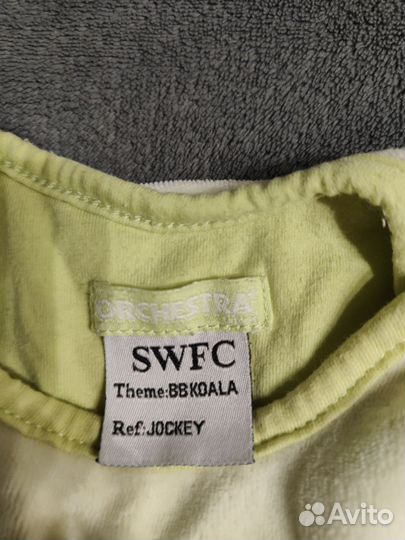 ORCHESTRA
SWFC
Theme:BBKOALA
Ref:JOCKEY
Avito